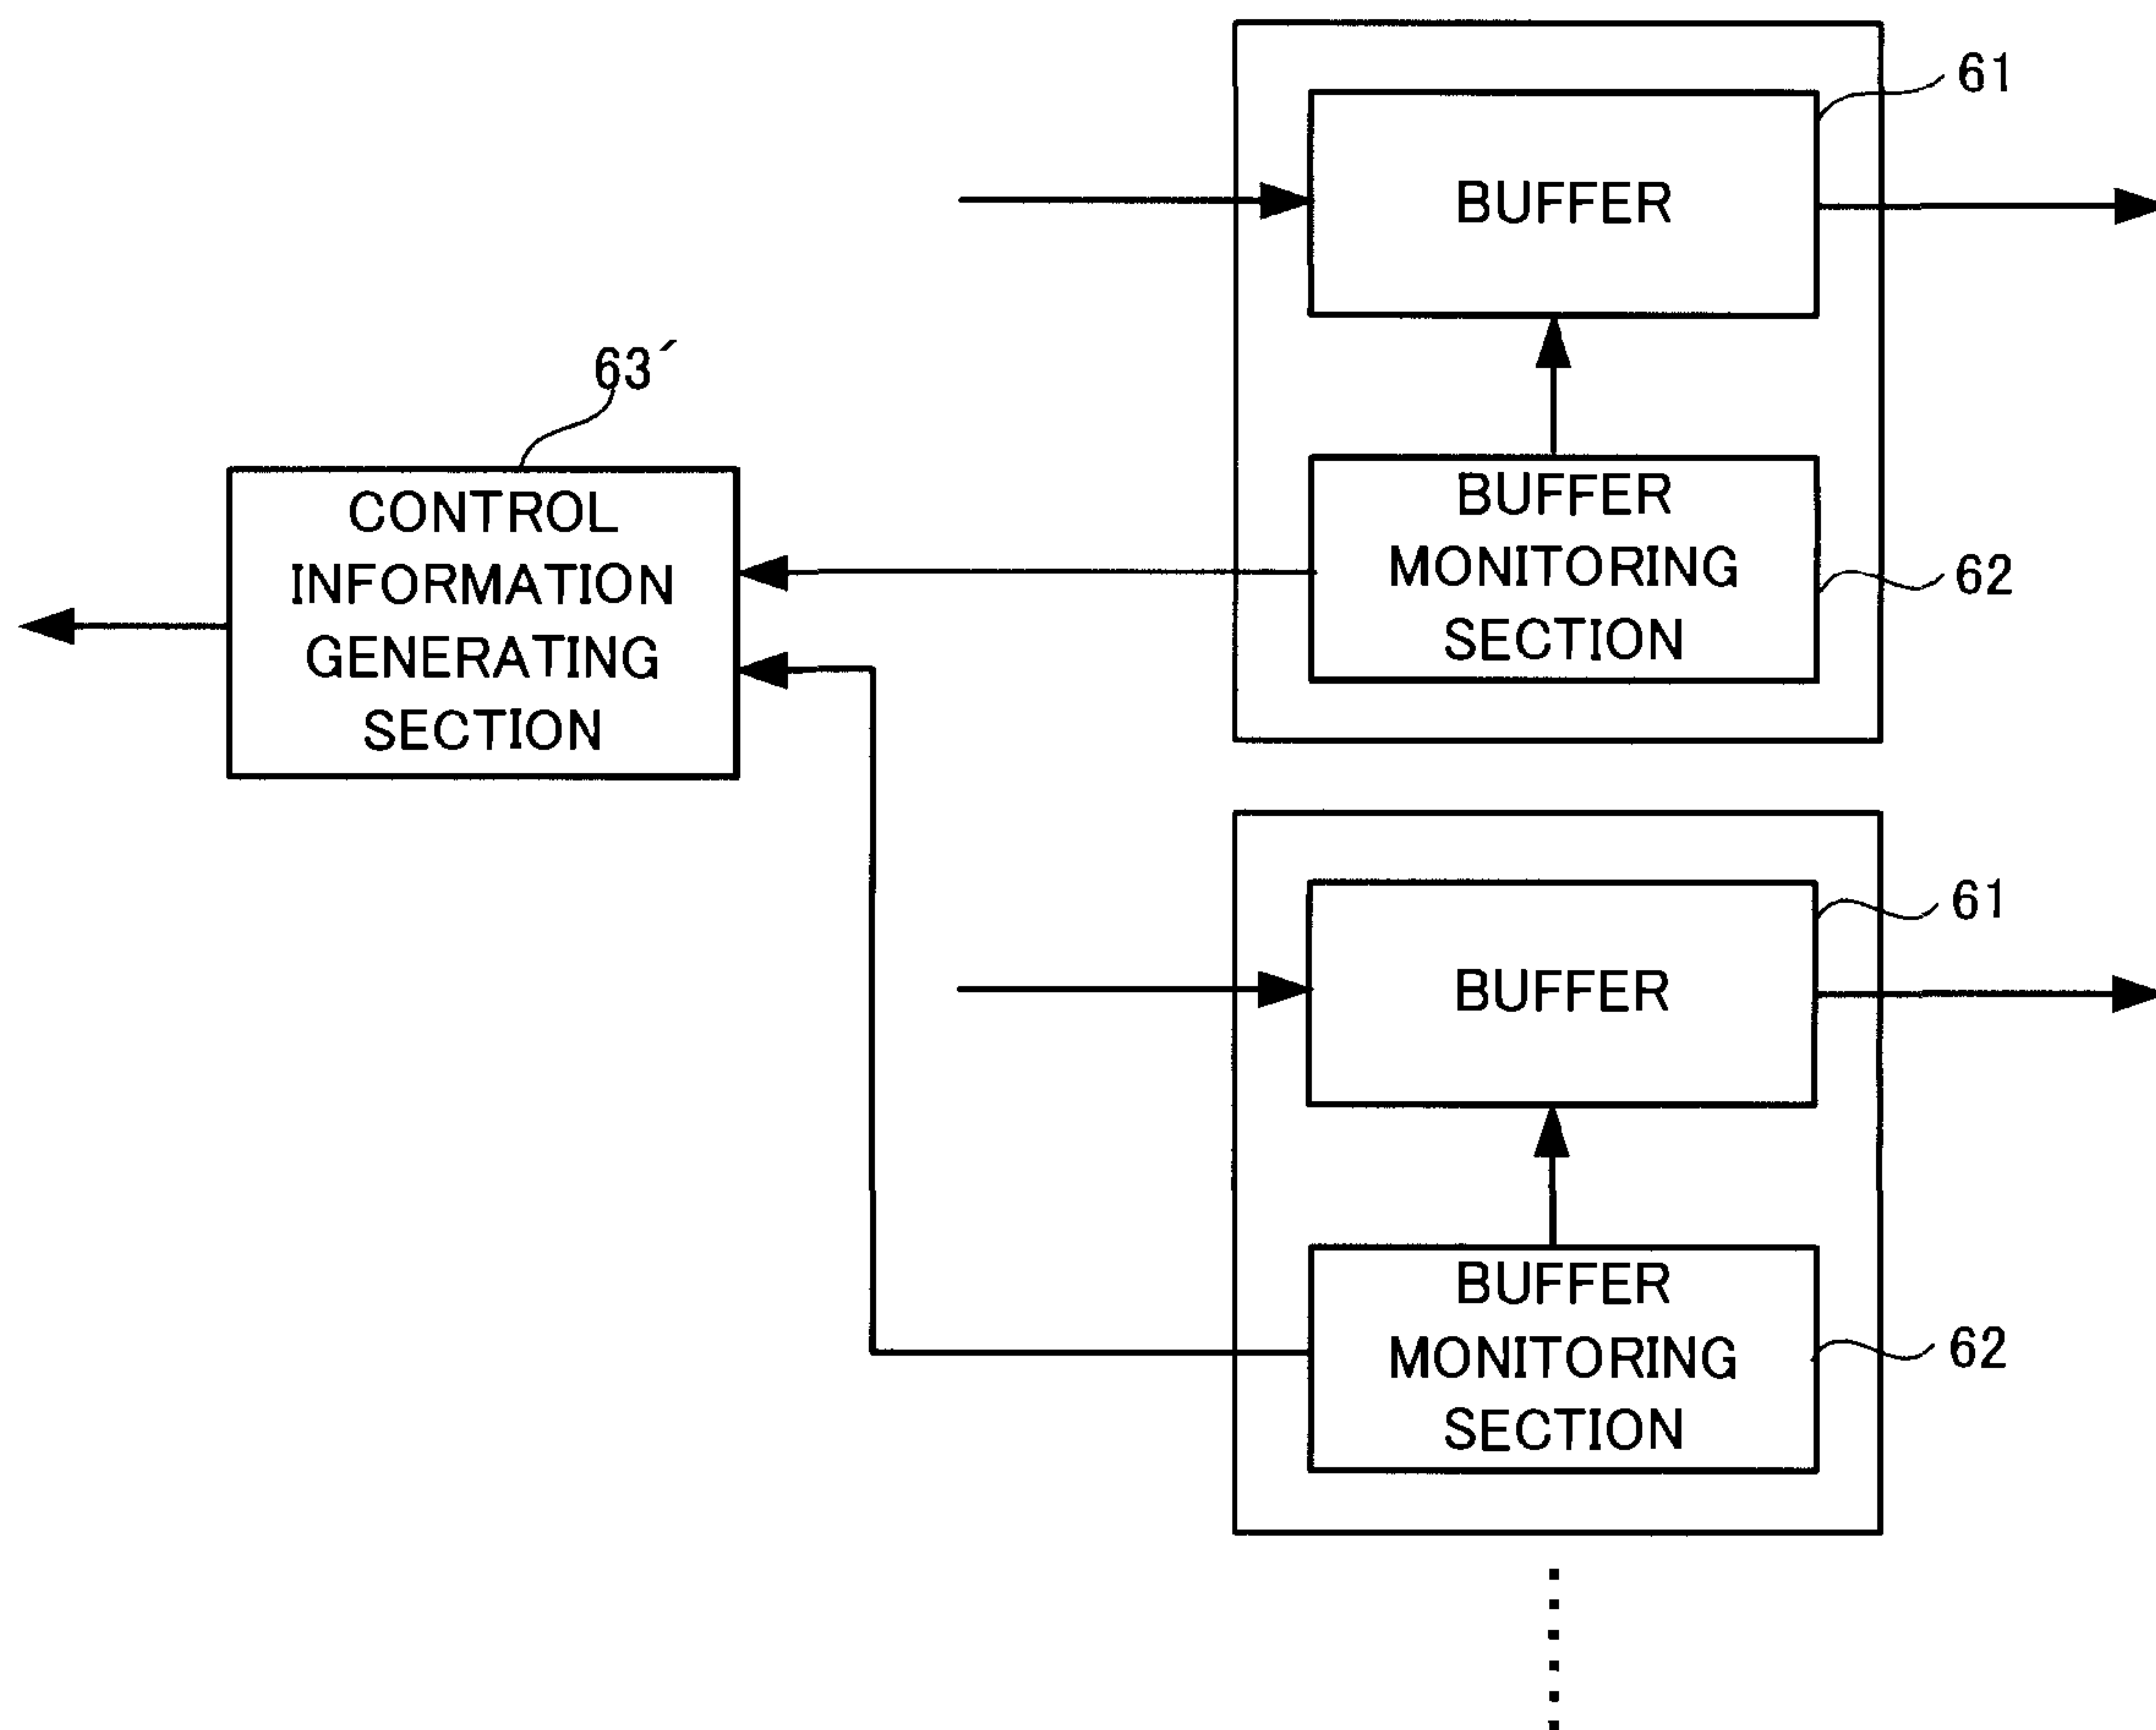 61
BUFFER
63´
CONTROL
INFORMATION
GENERATING
SECTION
BUFFER
MONITORING
SECTION
62
61
BUFFER
BUFFER
MONITORING
SECTION
62